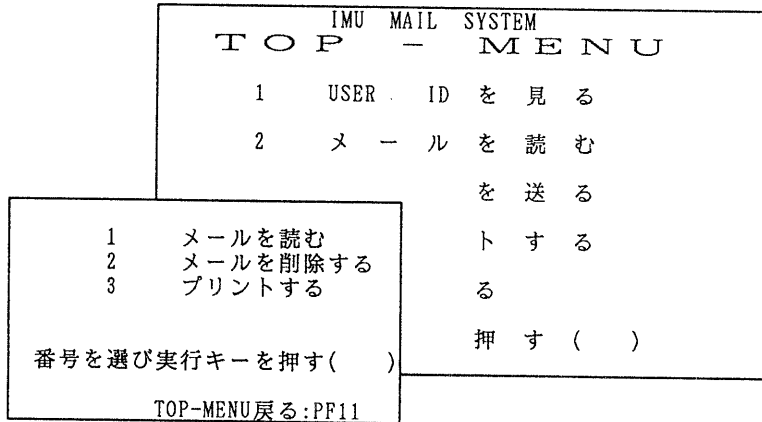 IMU MAIL SYSTEM
TOP - MENU
1 USER ID を見る
2 メールを読む
を送る
トする
る
押す( )
1 メールを読む
2 メールを削除する
3 プリントする
番号を選び実行キーを押す( )
TOP-MENU戻る:PF11